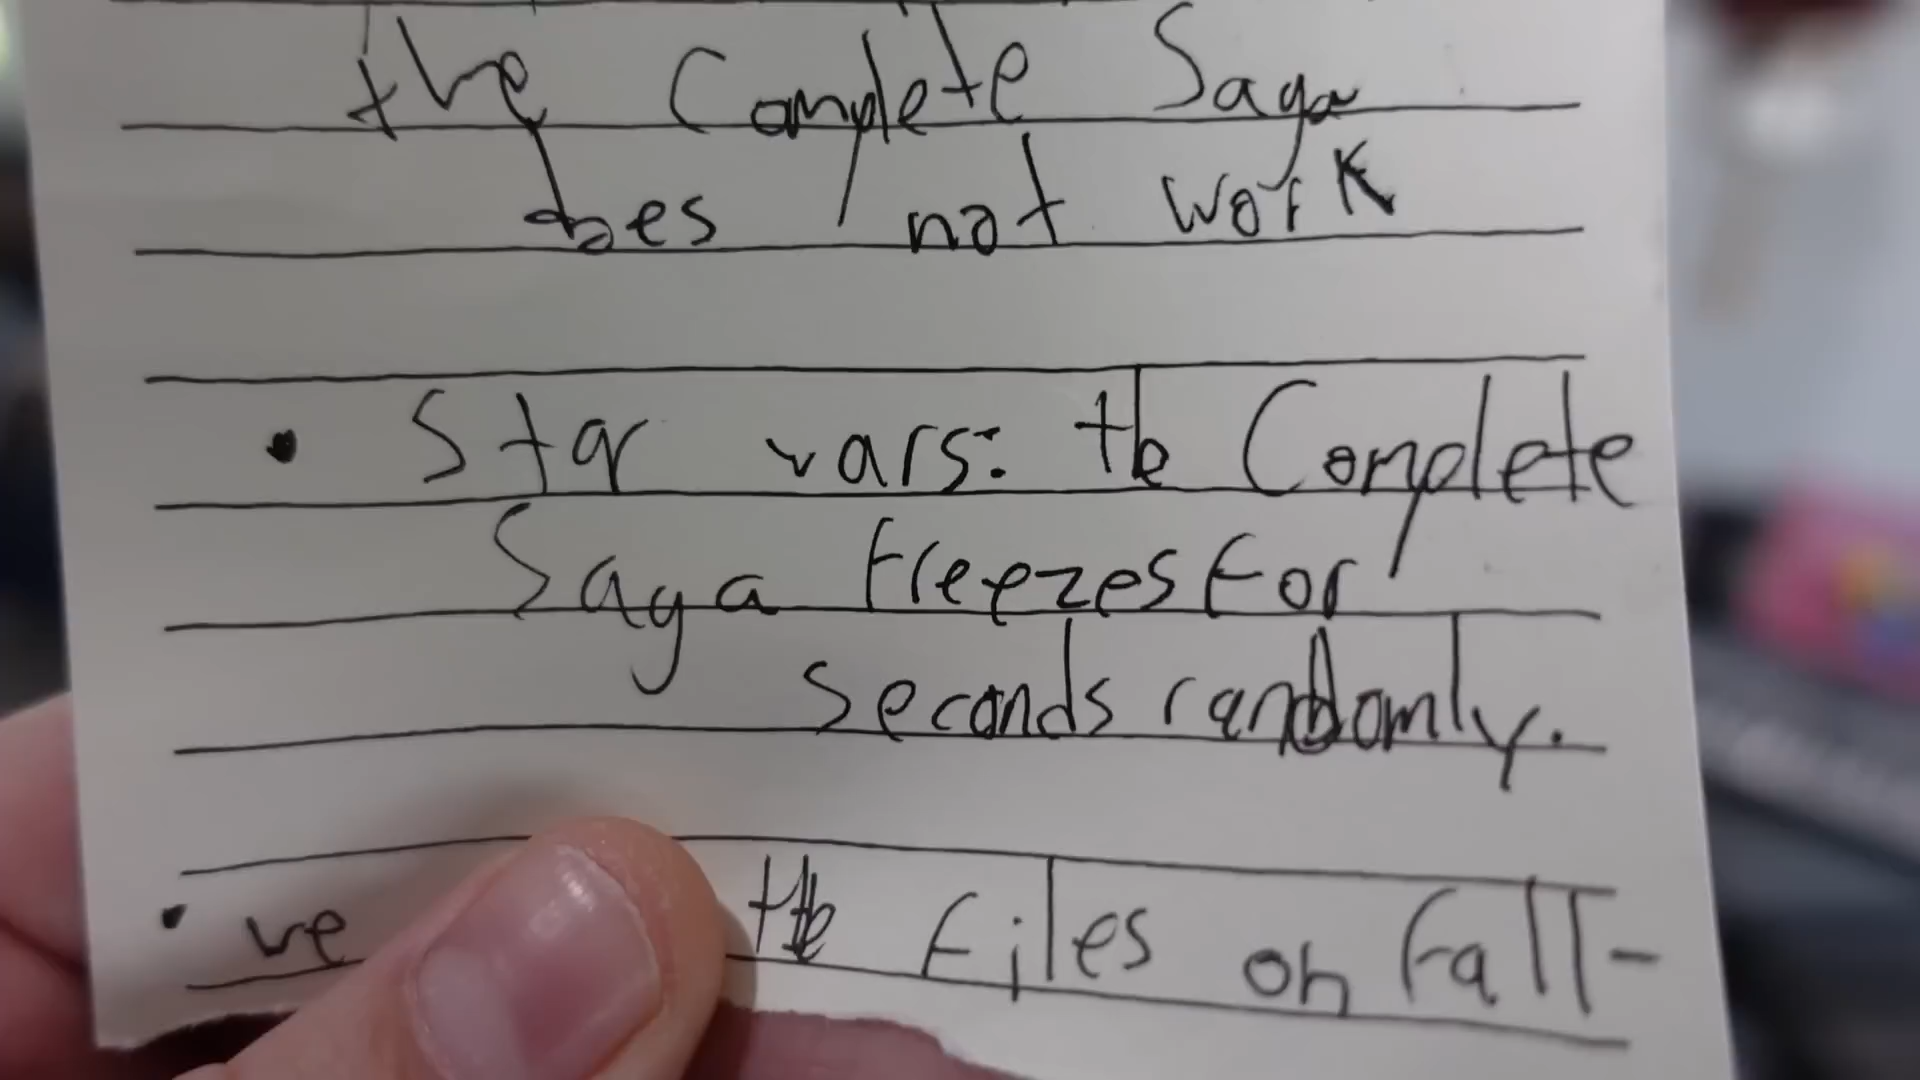 the Complete Saga
does not work
• Star wars: the Complete
Saga Freezes For
seconds randomly.
• ve the Files on Fall-